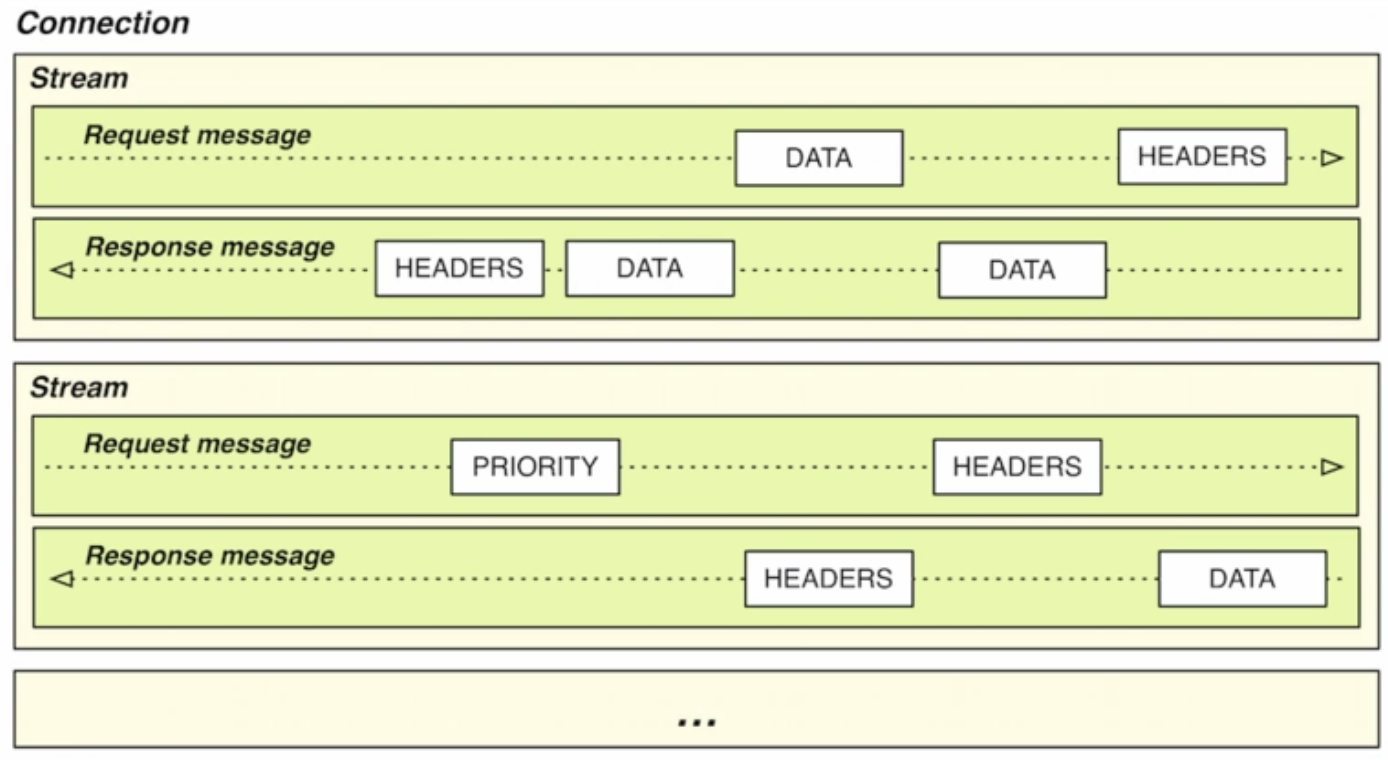 Connection
Stream
Request message
DATA
HEADERS
Response message
HEADERS
DATA
DATA
Stream
Request message
PRIORITY
HEADERS
Response message
HEADERS
DATA
...